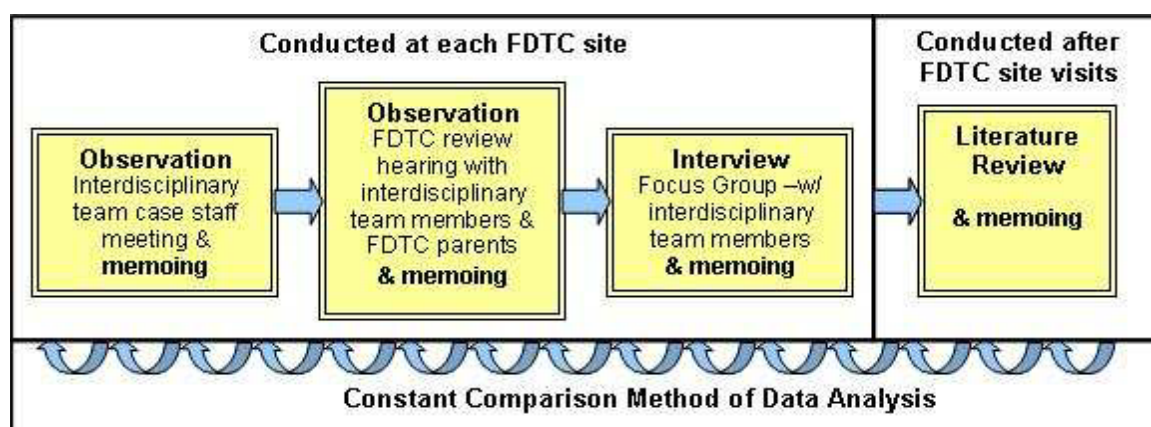 Conducted at each FDTC site
Observation
Interdisciplinary
team case staff
meeting &
memoing
Observation
FDTC review
hearing with
interdisciplinary
team members &
FDTC parents
& memoing
Interview
Focus Group –w/
interdisciplinary
team members
& memoing
Conducted after
FDTC site visits
Literature
Review
& memoing
Constant Comparison Method of Data Analysis